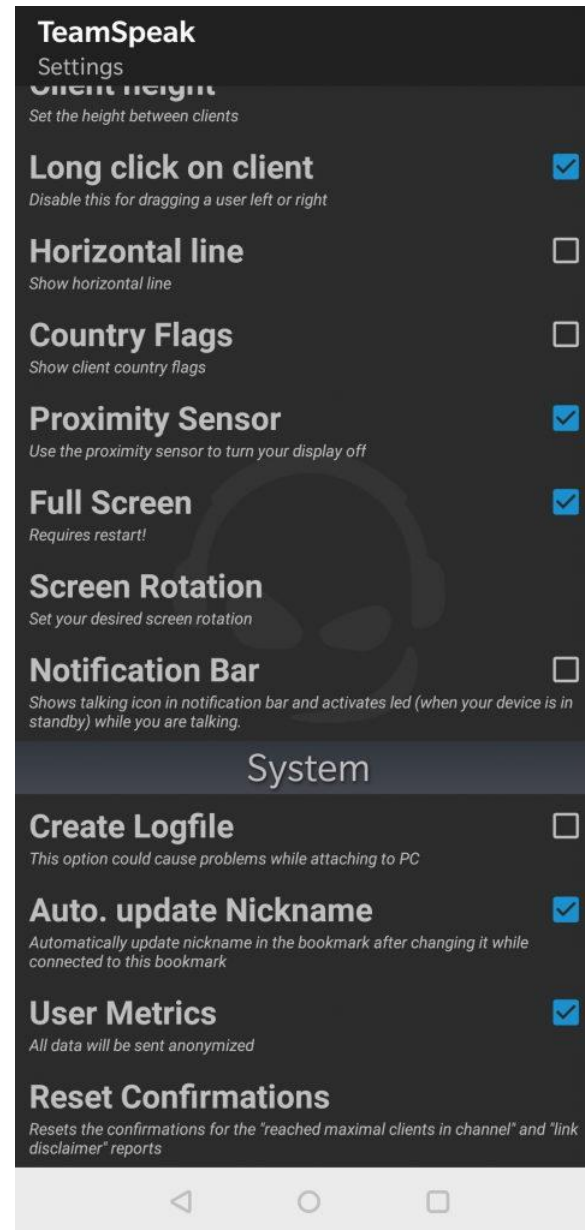 TeamSpeak
Settings
Client height
Set the height between clients
Long click on client
Disable this for dragging a user left or right
Horizontal line
Show horizontal line
Country Flags
Show client country flags
Proximity Sensor
Use the proximity sensor to turn your display off
Full Screen
Requires restart!
Screen Rotation
Set your desired screen rotation
Notification Bar
Shows talking icon in notification bar and activates led (when your device is in
standby) while you are talking.
System
Create Logfile
This option could cause problems while attaching to PC
Auto. update Nickname
Automatically update nickname in the bookmark after changing it while
connected to this bookmark
User Metrics
All data will be sent anonymized
Reset Confirmations
Resets the confirmations for the "reached maximal clients in channel" and "link
disclaimer" reports